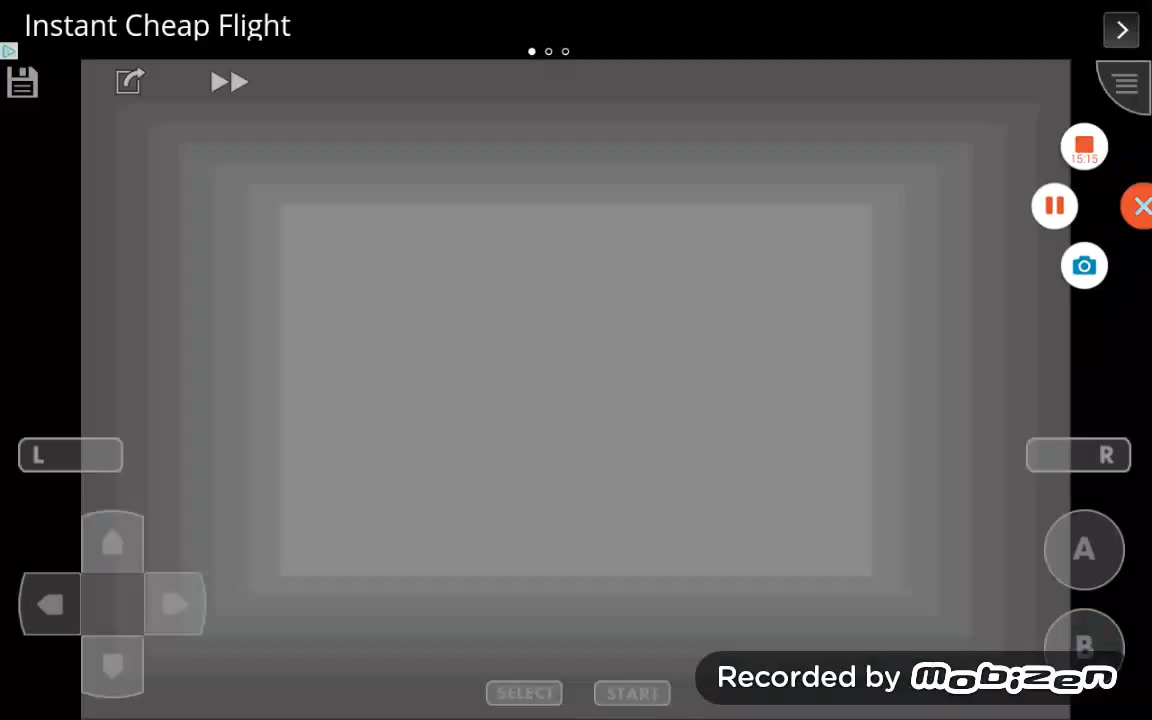 Instant Cheap Flight
15:15
L
R
A
B
SELECT
START
Recorded by mobizen